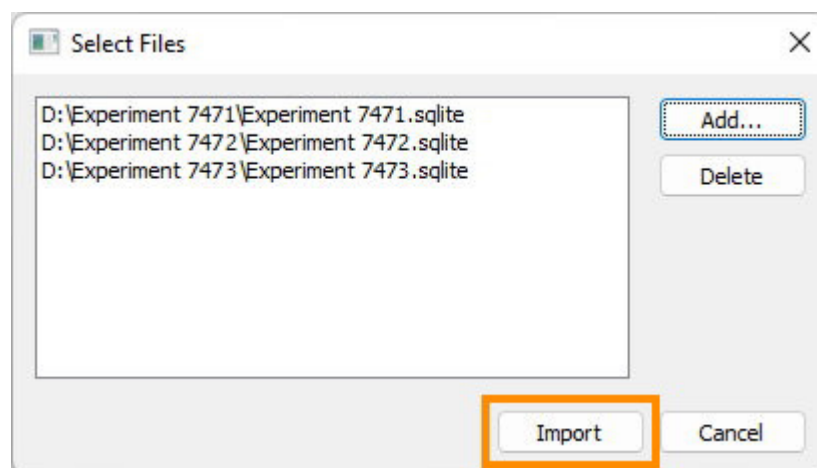 Select Files
D:\Experiment 7471\Experiment 7471.sqlite
D:\Experiment 7472\Experiment 7472.sqlite
D:\Experiment 7473\Experiment 7473.sqlite
Add...
Delete
Import
Cancel